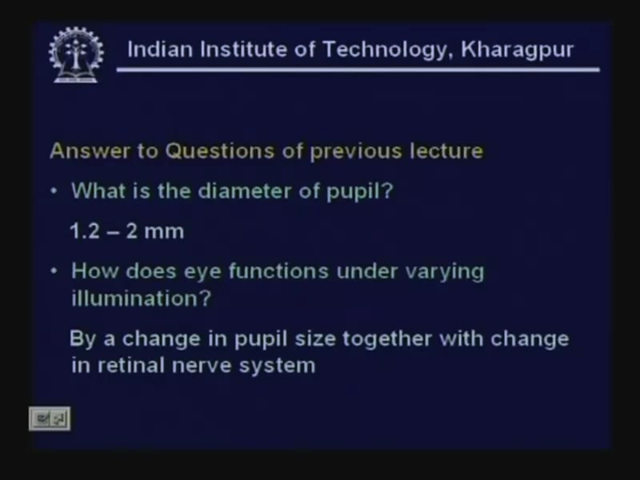 Indian Institute of Technology, Kharagpur
Answer to Questions of previous lecture
• What is the diameter of pupil?
1.2 – 2 mm
• How does eye functions under varying
illumination?
By a change in pupil size together with change
in retinal nerve system